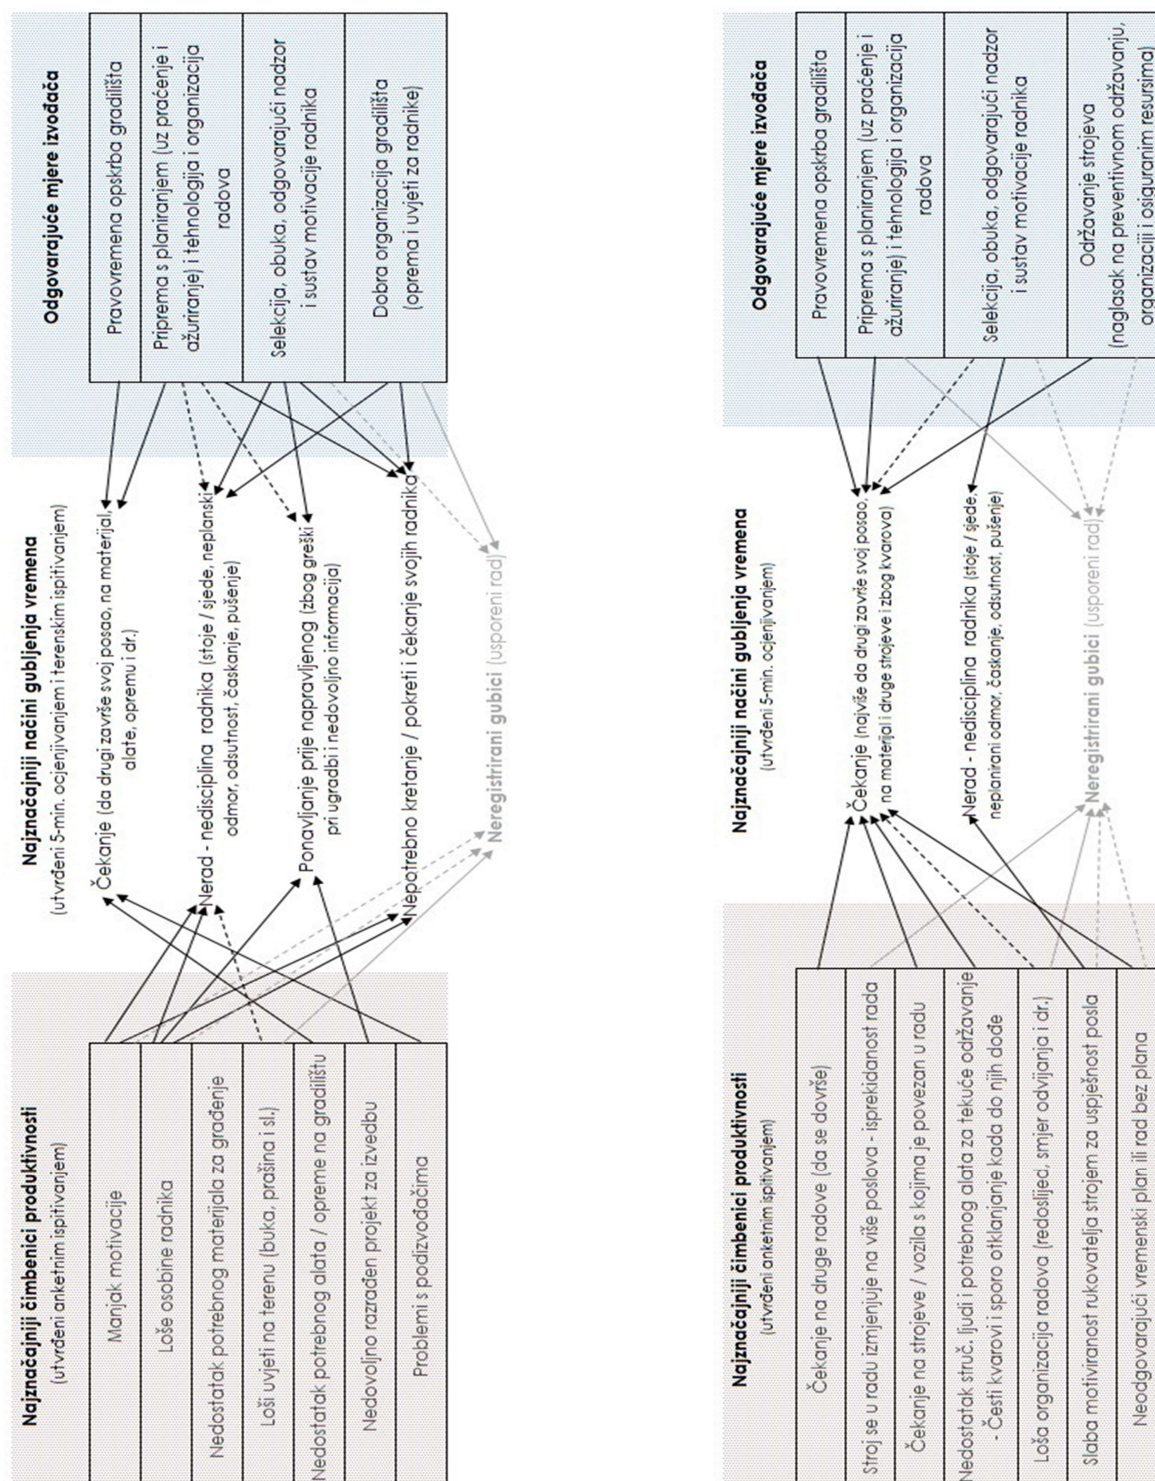 Najznačajniji čimbenici produktivnosti
(utvrđeni anketnim ispitivanjem)
Manjak motivacije
Loše osobine radnika
Nedostatak potrebnog materijala za građenje
Loši uvjeti na terenu (buka, prašina i sl.)
Nedostatak potrebnog alata / opreme na gradilištu
Nedovoljno razrađen projekt za izvedbu
Problemi s podizvođačima
Najznačajniji načini gubljenja vremena
(utvrđeni 5-min. ocjenjivanjem i terenskim ispitivanjem)
Čekanje (da drugi završe svoj posao, na materijal,
alate, opremu i dr.)
Nerad - nedisciplina radnika (stoje / sjede, neplanski
odmor, odsutnost, časkanje, pušenje)
Ponavljanje prije napravljenog (zbog greški
pri ugradbi i nedovoljno informacija)
Nepotrebno kretanje / pokreti i čekanje svojih radnika
Neregistrirani gubici (usporeni rad)
Odgovarajuće mjere izvođača
Pravovremena opskrba gradilišta
Priprema s planiranjem (uz praćenje i
ažuriranje) i tehnologija i organizacija
radova
Selekcija, obuka, odgovarajući nadzor
i sustav motivacije radnika
Dobra organizacija gradilišta
(oprema i uvjeti za radnike)
Najznačajniji čimbenici produktivnosti
(utvrđeni anketnim ispitivanjem)
Čekanje na druge radove (da se dovrše)
Stroj se u radu izmjenjuje na više poslova - isprekidanost rada
Čekanje na strojeve / vozila s kojima je povezan u radu
Nedostatak struč. ljudi i potrebnog alata za tekuće održavanje
- Česti kvarovi i sporo otklanjanje kada do njih dođe
Loša organizacija radova (redoslijed, smjer odvijanja i dr.)
Slaba motiviranost rukovatelja strojem za uspješnost posla
Neodgovarajući vremenski plan ili rad bez plana
Najznačajniji načini gubljenja vremena
(utvrđeni 5-min. ocjenjivanjem)
Čekanje (najviše da drugi završe svoj posao,
na materijal i druge strojeve i zbog kvarova)
Nerad - nedisciplina radnika (stoje / sjede,
neplanirani odmor, časkanje, odsutnost, pušenje)
Neregistrirani gubici (usporeni rad)
Odgovarajuće mjere izvođača
Pravovremena opskrba gradilišta
Priprema s planiranjem (uz praćenje i
ažuriranje) i tehnologija i organizacija
radova
Selekcija, obuka, odgovarajući nadzor
i sustav motivacije radnika
Održavanje strojeva
(naglasak na preventivnom održavanju,
organizaciji i osiguranim resursima)